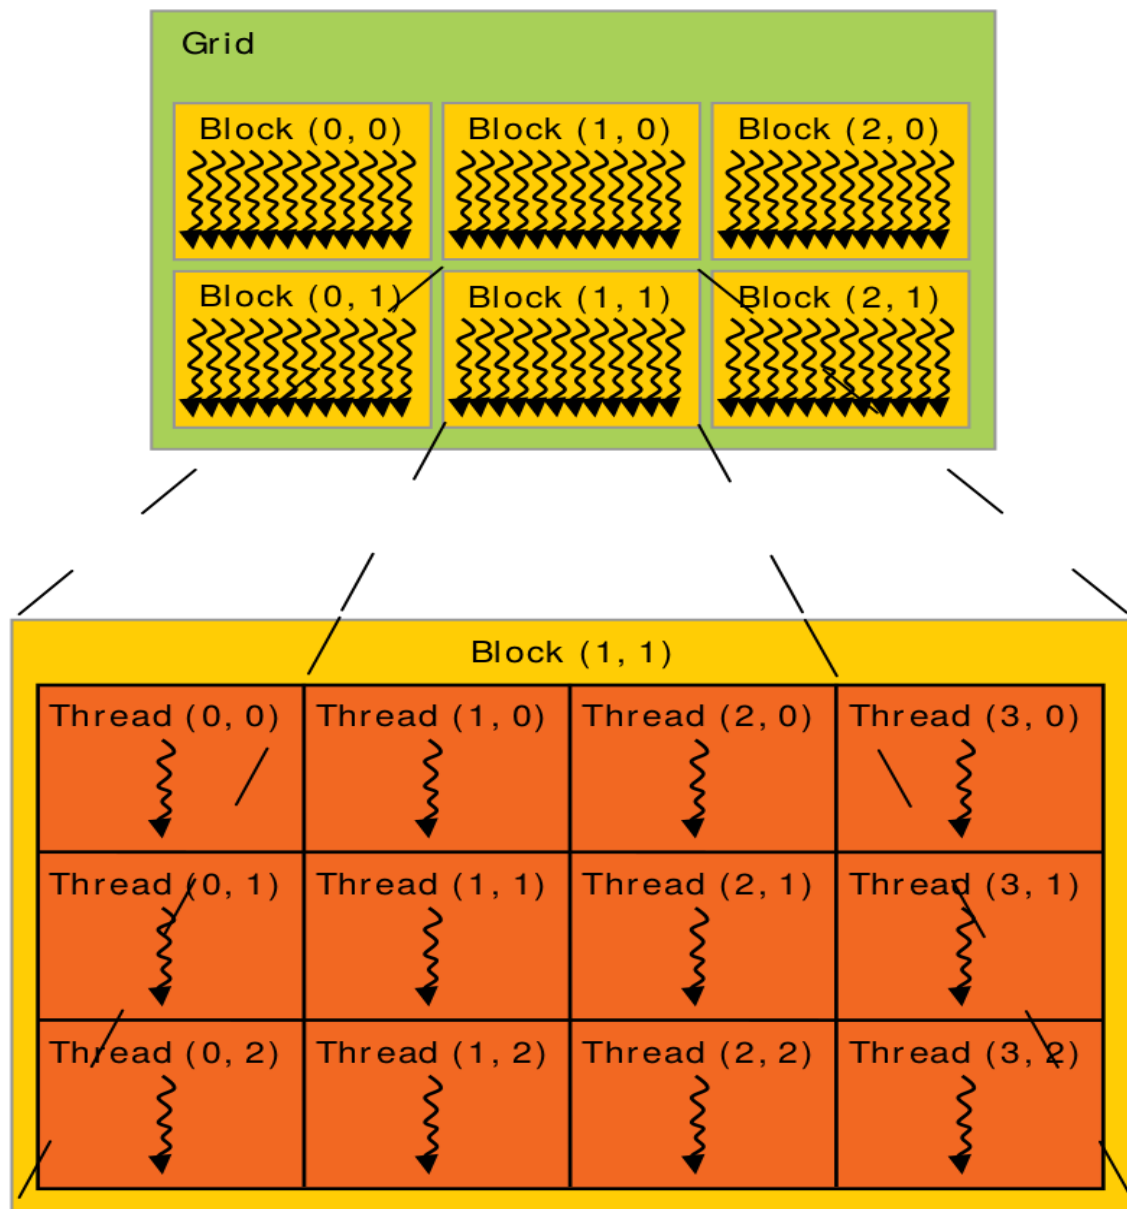 Grid
Block (0, 0) Block (1, 0) Block (2, 0)
Block (0, 1) Block (1, 1) Block (2, 1)
Block (1, 1)
Thread (0, 0) Thread (1, 0) Thread (2, 0) Thread (3, 0)
Thread (0, 1) Thread (1, 1) Thread (2, 1) Thread (3, 1)
Thread (0, 2) Thread (1, 2) Thread (2, 2) Thread (3, 2)